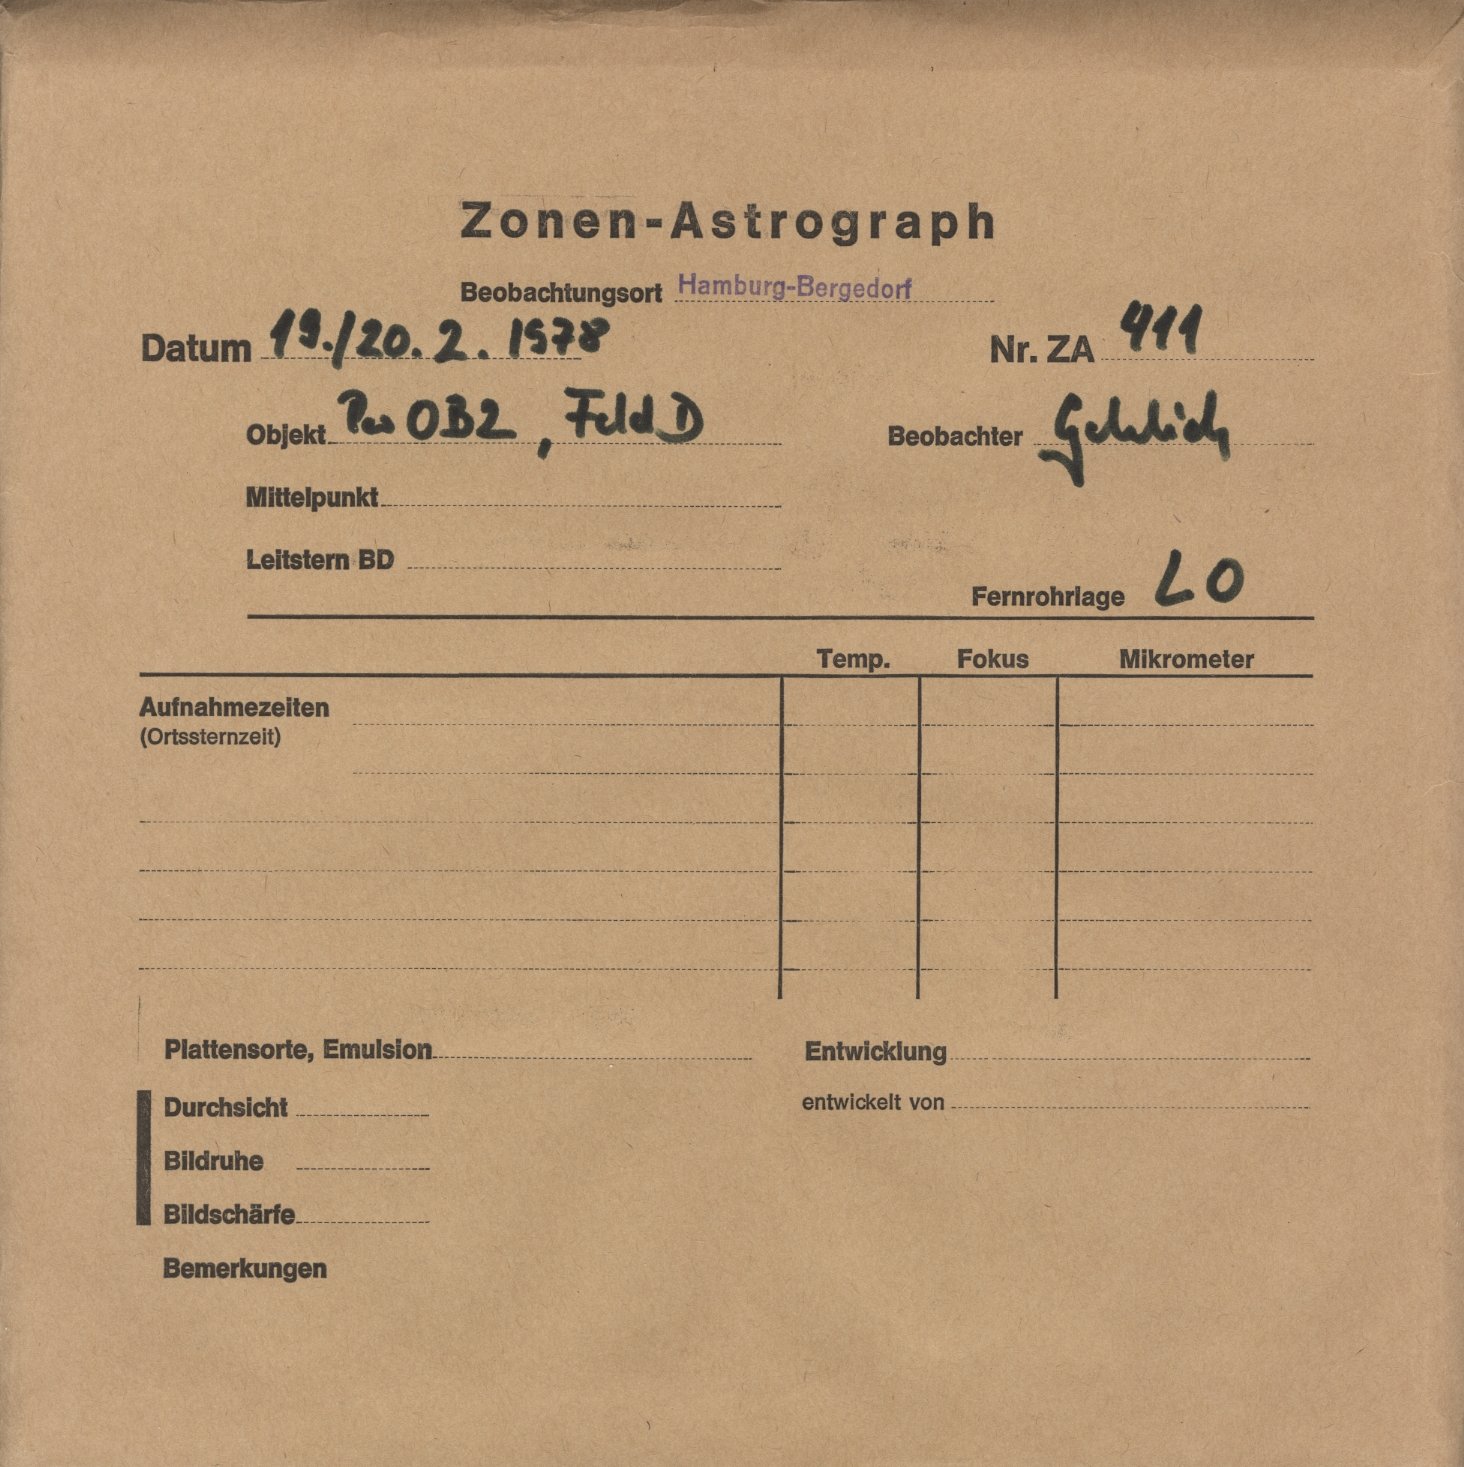 Zonen-Astrograph
Beobachtungsort Hamburg-Bergedorf
Datum 19./20. 2. 1978 Nr. ZA 411
Objekt Per OB2, Feld D Beobachter
Mittelpunkt
Leitstern BD
Fernrohrlage LO
Temp. Fokus Mikrometer
Aufnahmezeiten
(Ortssternzeit)
Plattensorte, Emulsion Entwicklung
Durchsicht entwickelt von
Bildruhe
Bildschärfe
Bemerkungen